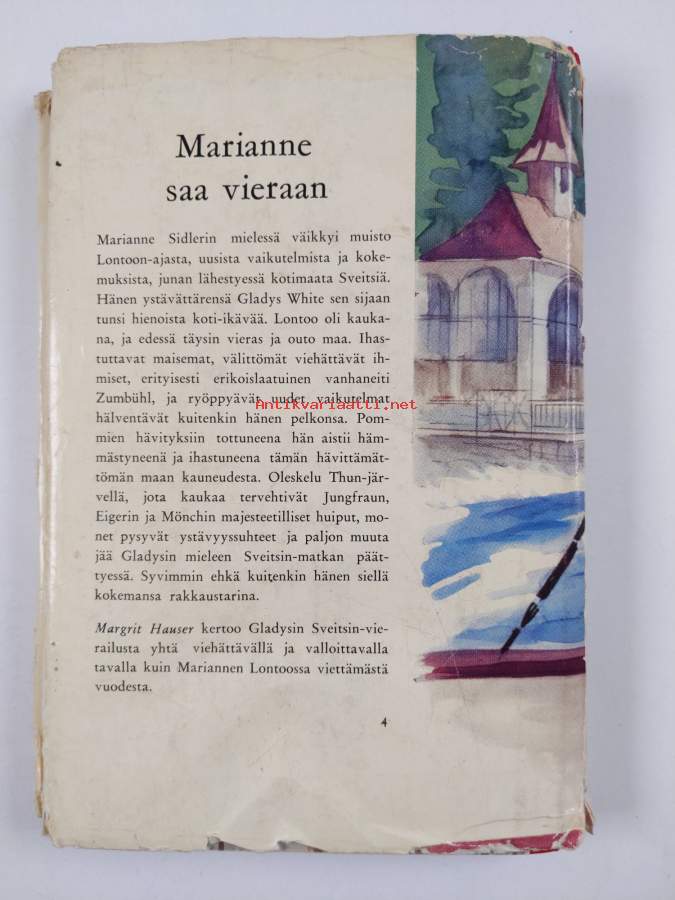 Marianne
saa vieraan
Marianne Sidlerin mielessä väikkyi muisto
Lontoon-ajasta, uusista vaikutelmista ja koke-
muksista, junan lähestyessä kotimaata Sveitsiä.
Hänen ystävättärensä Gladys White sen sijaan
tunsi hienoista koti-ikävää. Lontoo oli kauka-
na, ja edessä täysin vieras ja outo maa. Ihas-
tuttavat maisemat, välittömät viehättävät ih-
miset, erityisesti erikoislaatuinen vanhaneiti
Zumbühl, ja ryöppyävät uudet vaikutelmat
Antikvariaatti.net
hälventävät kuitenkin hänen pelkonsa. Pom-
mien hävityksiin tottuneena hän aistii häm-
mästyneenä ja ihastuneena tämän hävittämät-
tömän maan kauneudesta. Oleskelu Thun-jär-
vellä, jota kaukaa tervehtivät Jungfraun,
Eigerin ja Mönchin majesteetilliset huiput, mo-
net pysyvät ystävyyssuhteet ja paljon muuta
jää Gladysin mieleen Sveitsin-matkan päät-
tyessä. Syvimmin ehkä kuitenkin hänen siellä
kokemansa rakkaustarina.
Margrit Hauser kertoo Gladysin Sveitsin-vie-
railusta yhtä viehättävällä ja valloittavalla
tavalla kuin Mariannen Lontoossa viettämästä
vuodesta.
4